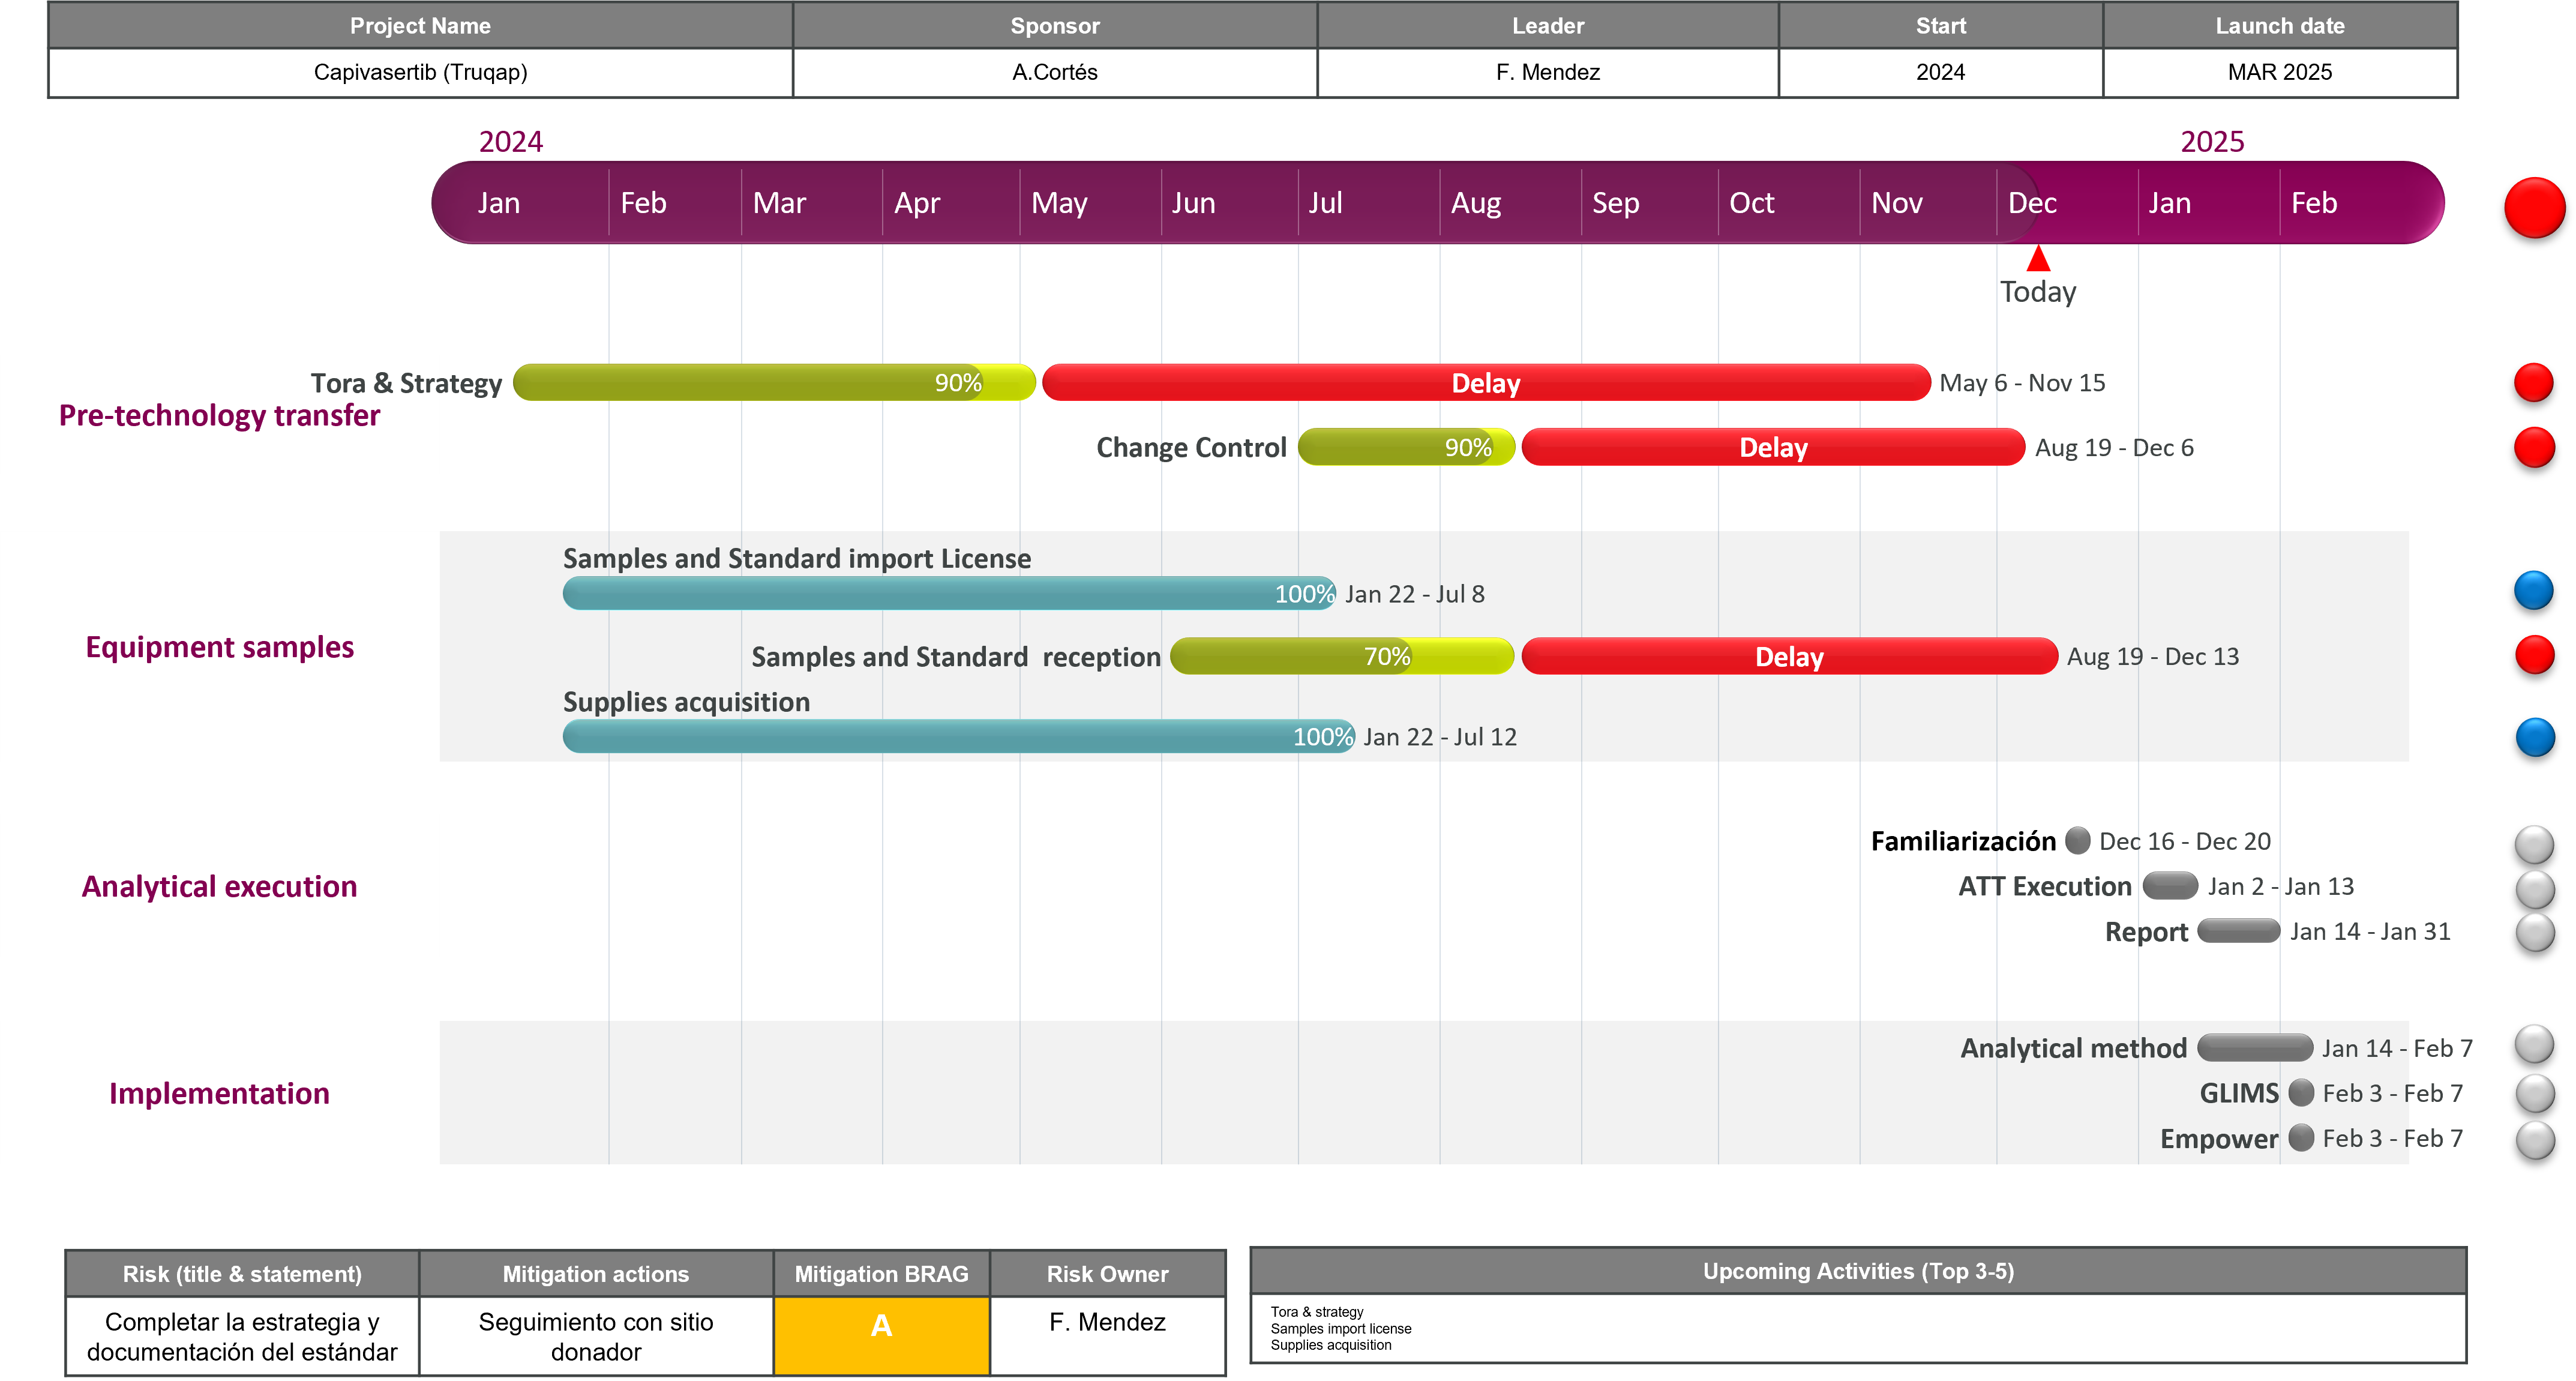 Project Name Sponsor Leader Start Launch date
Capivasertib (Truqap) A.Cortés F. Mendez 2024 MAR 2025
2024 2025
Jan Feb Mar Apr May Jun Jul Aug Sep Oct Nov Dec Jan Feb
Today
Tora & Strategy 90% Delay May 6 - Nov 15
Pre-technology transfer
Change Control 90% Delay Aug 19 - Dec 6
Samples and Standard import License
100% Jan 22 - Jul 8
Equipment samples
Samples and Standard reception 70% Delay Aug 19 - Dec 13
Supplies acquisition
100% Jan 22 - Jul 12
Familiarización Dec 16 - Dec 20
Analytical execution
ATT Execution Jan 2 - Jan 13
Report Jan 14 - Jan 31
Analytical method Jan 14 - Feb 7
Implementation
GLIMS Feb 3 - Feb 7
Empower Feb 3 - Feb 7
Risk (title & statement) Mitigation actions Mitigation BRAG Risk Owner
Completar la estrategia y Seguimiento con sitio A F. Mendez
documentación del estándar donador
Upcoming Activities (Top 3-5)
Tora & strategy
Samples import license
Supplies acquisition